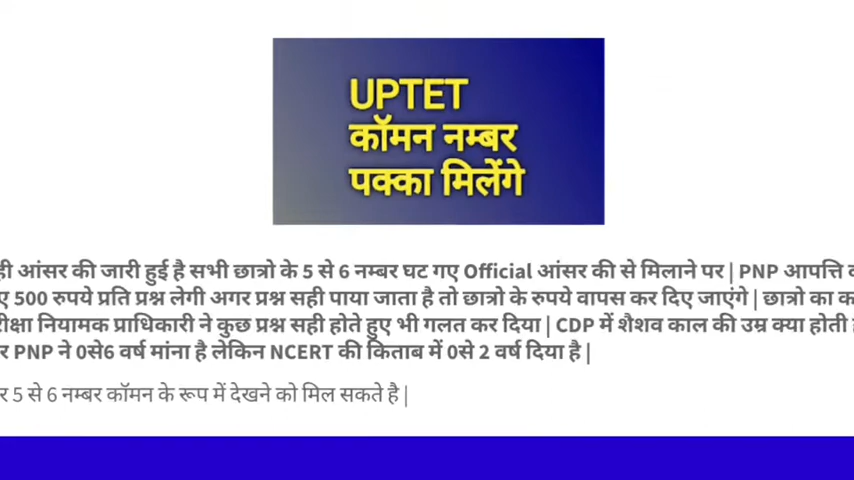 UPTET
कॉमन नम्बर
पक्का मिलेंगे
आंसर की जारी हुई है सभी छात्रो के 5 से 6 नम्बर घट गए Official आंसर की से मिलाने पर | PNP आपत्ति
500 रुपये प्रति प्रश्न लेगी अगर प्रश्न सही पाया जाता है तो छात्रो के रुपये वापस कर दिए जाएंगे | छात्रो का
नियामक प्राधिकारी ने कुछ प्रश्न सही होते हुए भी गलत कर दिया | CDP में शैशव काल की उम्र क्या होती
PNP ने 0से6 वर्ष मांना है लेकिन NCERT की किताब में 0से 2 वर्ष दिया है |
5 से 6 नम्बर कॉमन के रूप में देखने को मिल सकते है |